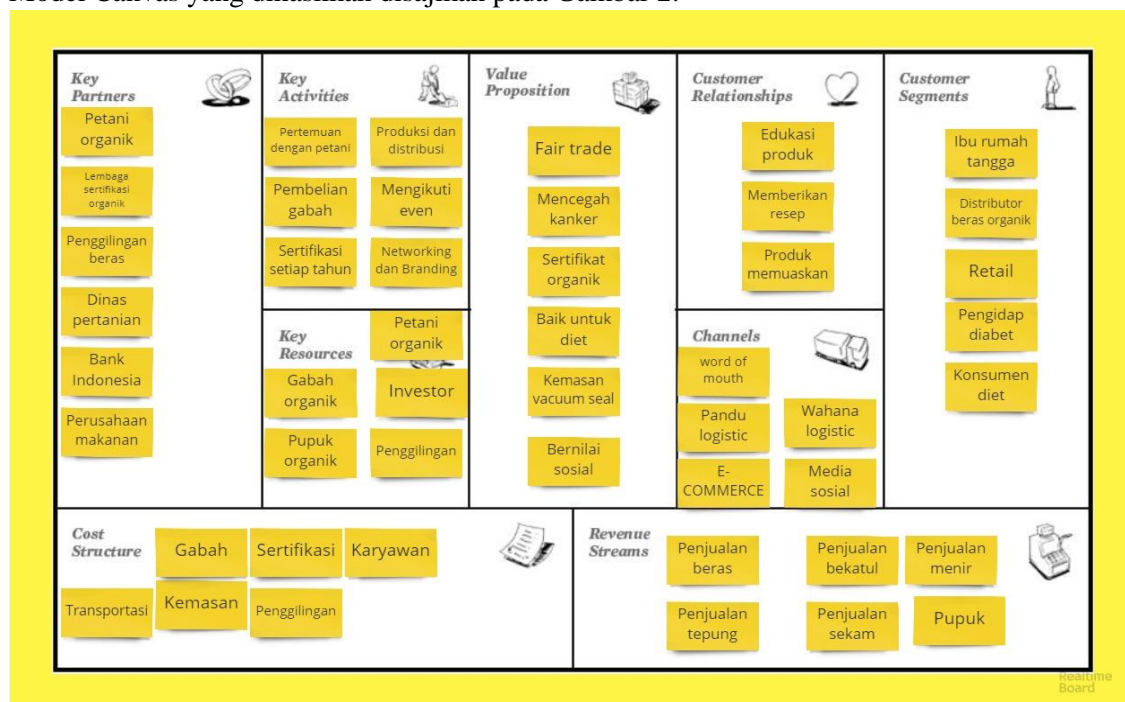 Model Canvas yang dihasilkan disajikan pada Gambar 2.
Key
Partners
Petani
organik
Lembaga
sertifikasi
organik
Penggilingan
beras
Dinas
pertanian
Bank
Indonesia
Perusahaan
makanan
Key
Activities
Pertemuan
dengan petani
Produksi dan
distribusi
Pembelian
gabah
Mengikuti
even
Sertifikasi
setiap tahun
Networking
dan Branding
Key
Resources
Petani
organik
Gabah
organik
Investor
Pupuk
organik
Penggilingan
Value
Proposition
Fair trade
Mencegah
kanker
Sertifikat
organik
Baik untuk
diet
Kemasan
vacuum seal
Bernilai
sosial
Customer
Relationships
Edukasi
produk
Memberikan
resep
Produk
memuaskan
Channels
word of
mouth
Pandu
logistic
Wahana
logistic
E-
COMMERCE
Media
sosial
Customer
Segments
Ibu rumah
tangga
Distributor
beras organik
Retail
Pengidap
diabet
Konsumen
diet
Cost
Structure
Gabah
Sertifikasi
Karyawan
Transportasi
Kemasan
Penggilingan
Revenue
Streams
Penjualan
beras
Penjualan
bekatul
Penjualan
menir
Penjualan
tepung
Penjualan
sekam
Pupuk
Realtime
Board